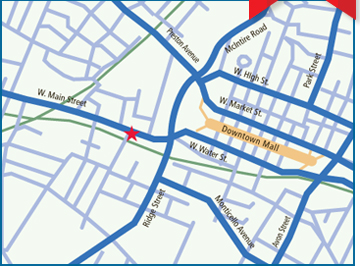 Preston Avenue
McIntire Road
W. High St.
Park Street
W. Main Street
W. Market St.
Downtown Mall
W. Water St.
Ridge Street
Monticello Avenue
Avon Street